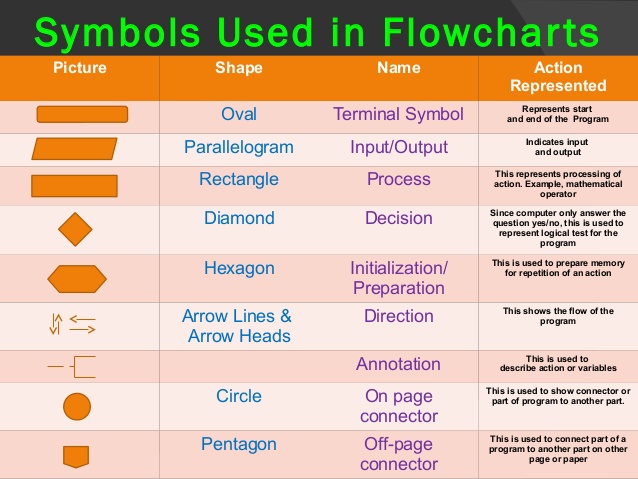 Symbols Used in Flowcharts
Picture
Shape
Name
Action
Represented
Oval
Terminal Symbol
Represents start
and end of the Program
Parallelogram
Input/Output
Indicates input
and output
Rectangle
Process
This represents processing of
action. Example, mathematical
operator
Diamond
Decision
Since computer only answer the
question yes/no, this is used to
represent logical test for the
program
Hexagon
Initialization/
Preparation
This is used to prepare memory
for repetition of an action
Arrow Lines &
Arrow Heads
Direction
This shows the flow of the
program
Annotation
This is used to
describe action or variables
Circle
On page
connector
This is used to show connector or
part of program to another part.
Pentagon
Off-page
connector
This is used to connect part of a
program to another part on other
page or paper